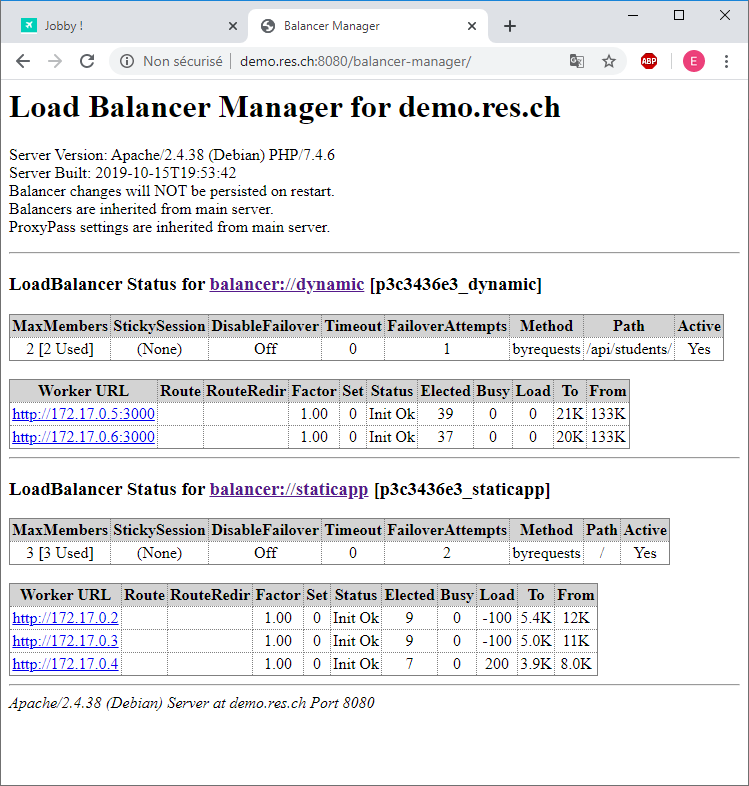 Jobby !
Balancer Manager
Non sécurisé | demo.res.ch:8080/balancer-manager/
ABP
E
Load Balancer Manager for demo.res.ch
Server Version: Apache/2.4.38 (Debian) PHP/7.4.6
Server Built: 2019-10-15T19:53:42
Balancer changes will NOT be persisted on restart.
Balancers are inherited from main server.
ProxyPass settings are inherited from main server.
LoadBalancer Status for balancer://dynamic [p3c3436e3_dynamic]
MaxMembers StickySession DisableFailover Timeout FailoverAttempts Method Path Active
2 [2 Used] (None) Off 0 1 byrequests /api/students/ Yes
Worker URL Route RouteRedir Factor Set Status Elected Busy Load To From
http://172.17.0.5:3000 1.00 0 Init Ok 39 0 0 21K 133K
http://172.17.0.6:3000 1.00 0 Init Ok 37 0 0 20K 133K
LoadBalancer Status for balancer://staticapp [p3c3436e3_staticapp]
MaxMembers StickySession DisableFailover Timeout FailoverAttempts Method Path Active
3 [3 Used] (None) Off 0 2 byrequests / Yes
Worker URL Route RouteRedir Factor Set Status Elected Busy Load To From
http://172.17.0.2 1.00 0 Init Ok 9 0 -100 5.4K 12K
http://172.17.0.3 1.00 0 Init Ok 9 0 -100 5.0K 11K
http://172.17.0.4 1.00 0 Init Ok 7 0 200 3.9K 8.0K
Apache/2.4.38 (Debian) Server at demo.res.ch Port 8080